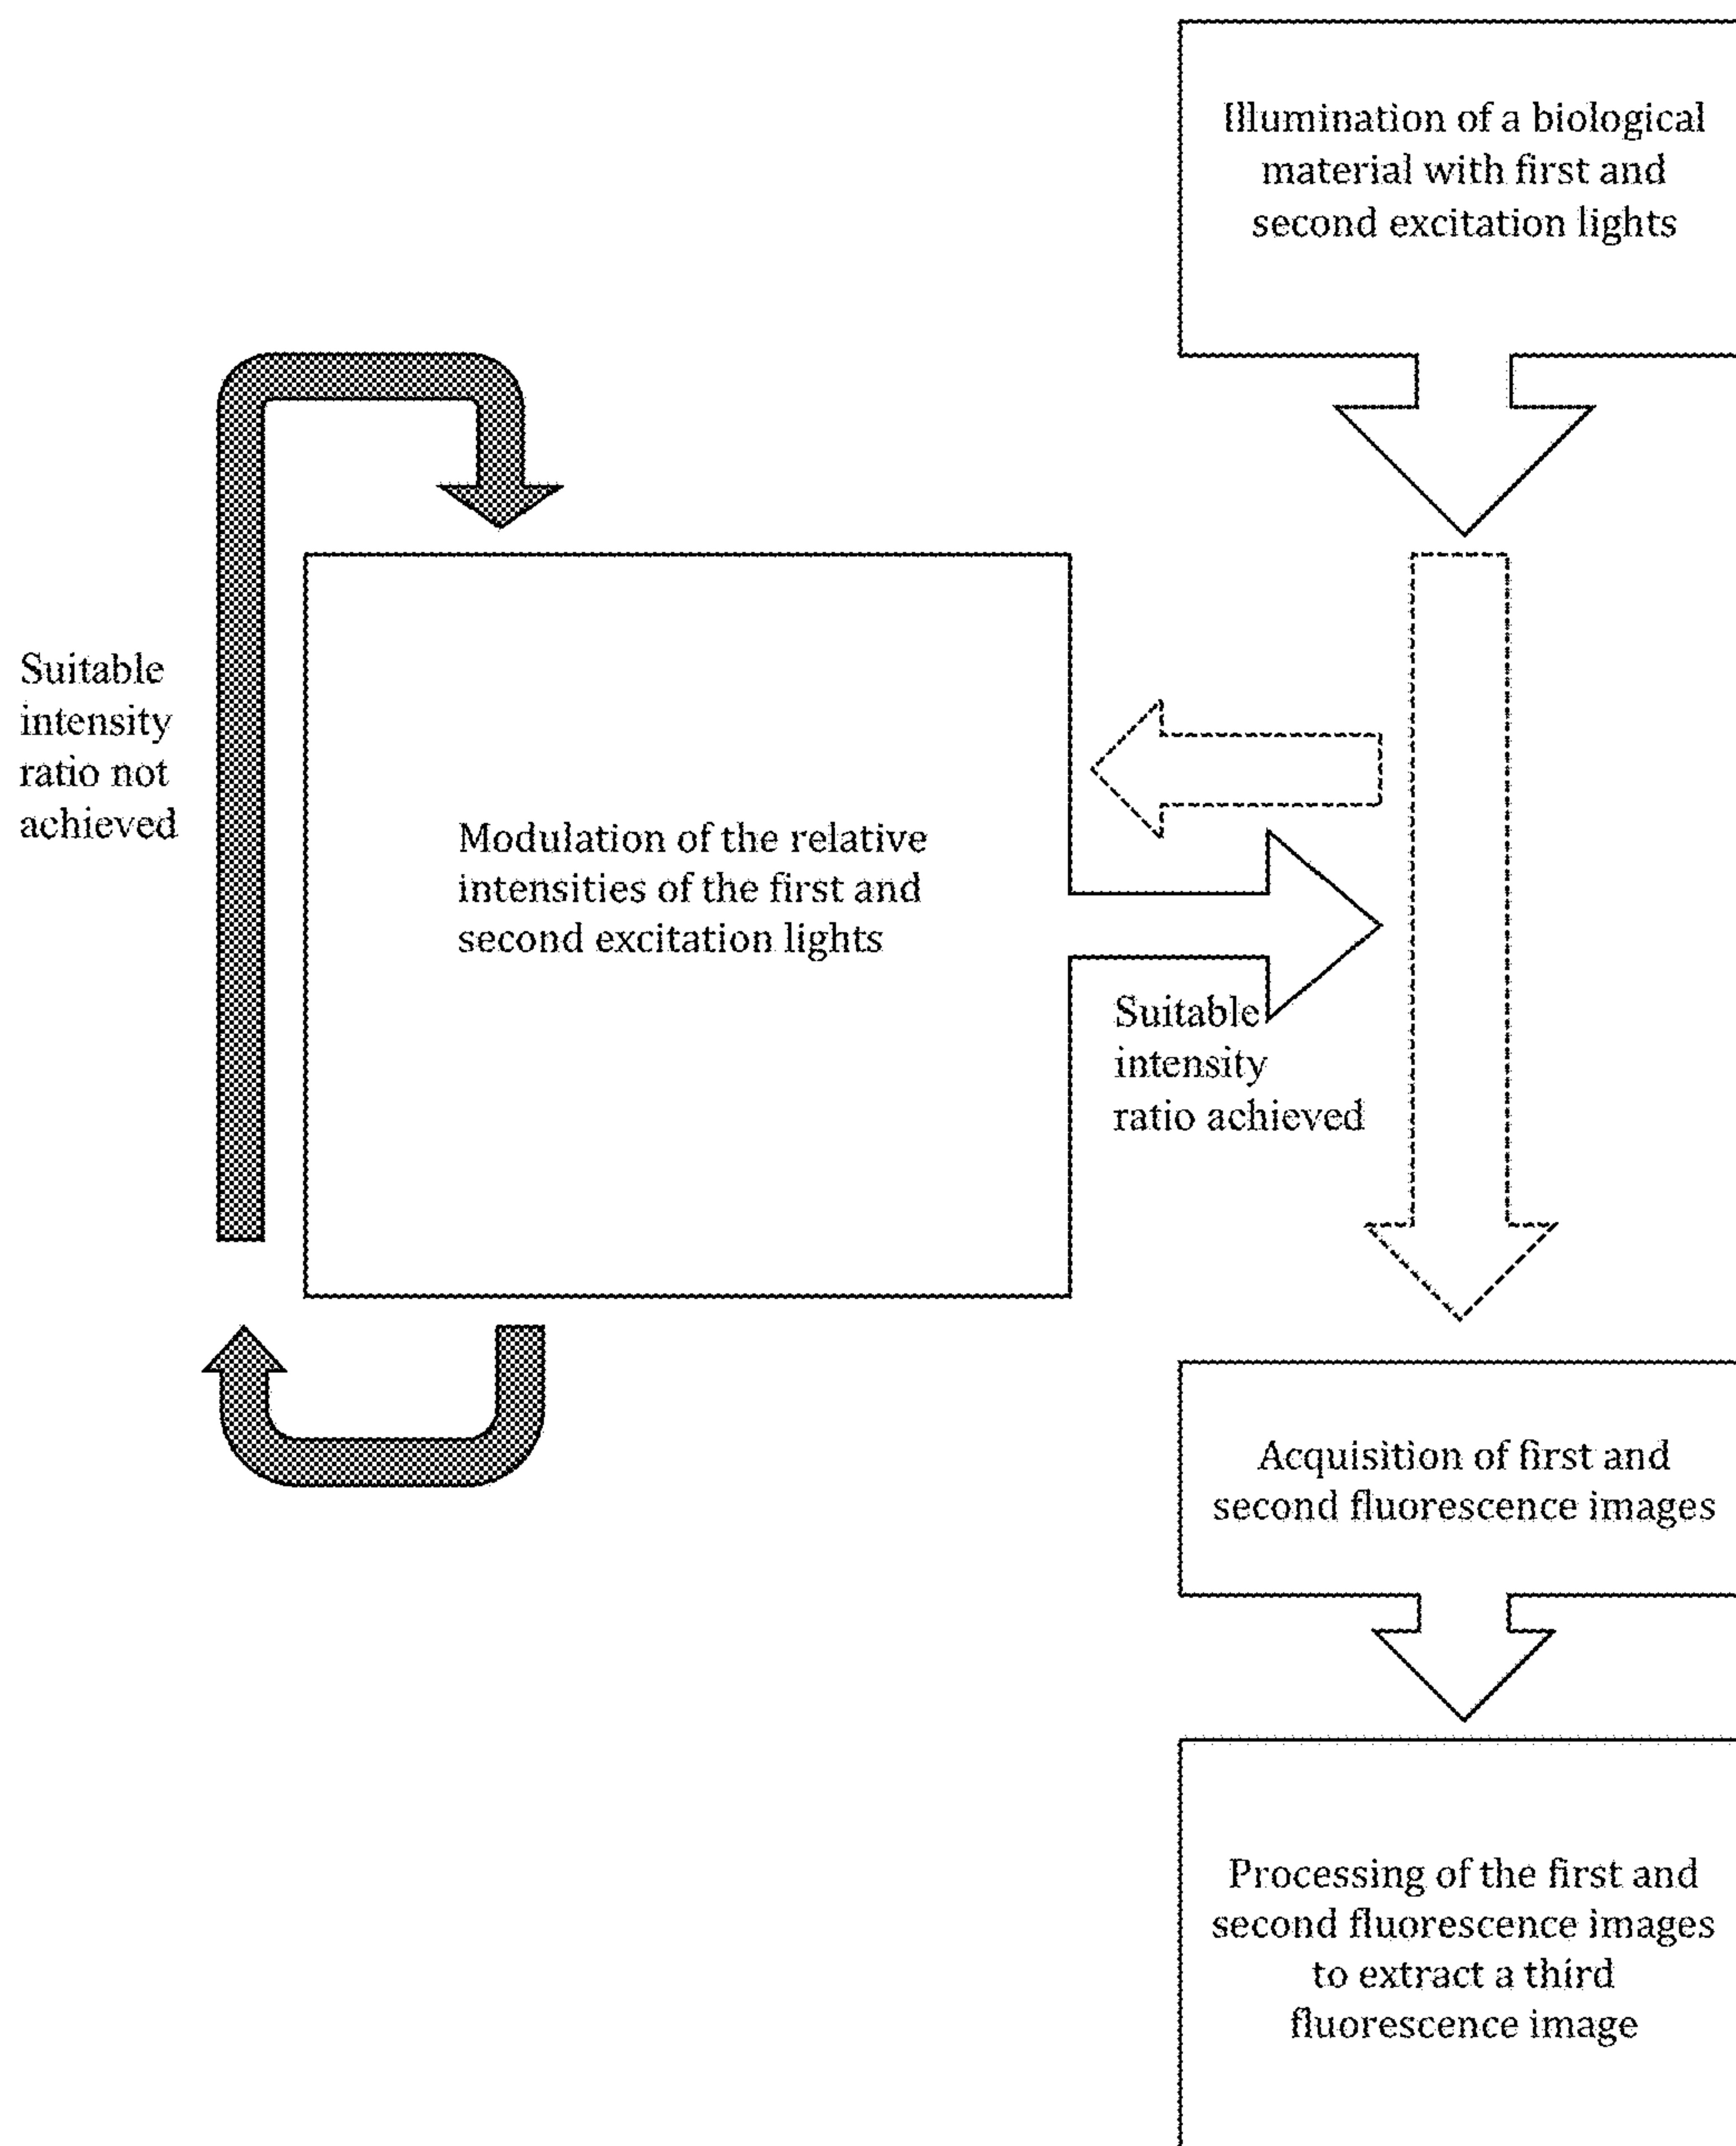 Illumination of a biological
material with first and
second excitation lights
Suitable
intensity
ratio not
achieved
Modulation of the relative
intensities of the first and
second excitation lights
Suitable
intensity
ratio achieved
Acquisition of first and
second fluorescence images
Processing of the first and
second fluorescence images
to extract a third
fluorescence image